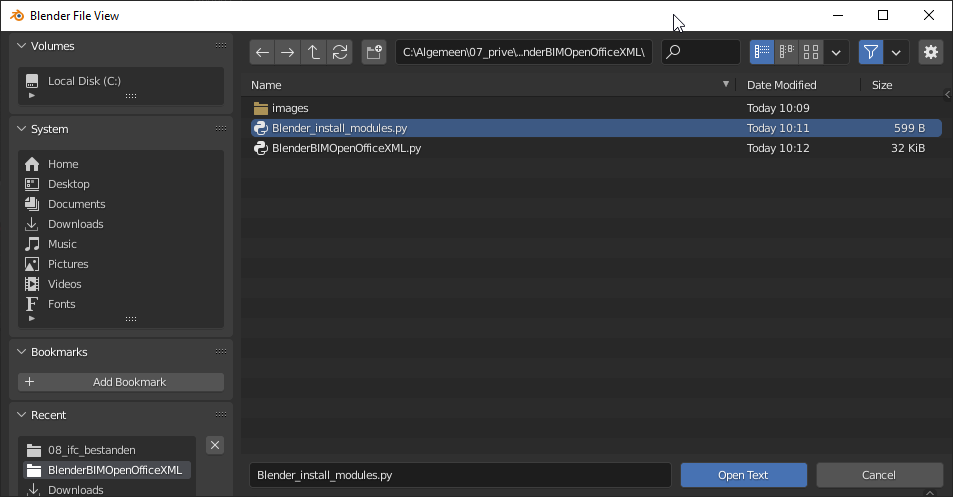 Blender File View
Volumes
Local Disk (C:)
System
Home
Desktop
Documents
Downloads
Music
Pictures
Videos
Fonts
Bookmarks
Add Bookmark
Recent
08_ifc_bestanden
BlenderBIMOpenOfficeXML
Downloads
C:\Algemeen\07_prive\..nderBIMOpenOfficeXML\
Name Date Modified Size
images Today 10:09
Blender_install_modules.py Today 10:11 599 B
BlenderBIMOpenOfficeXML.py Today 10:12 32 KiB
Blender_install_modules.py Open Text Cancel